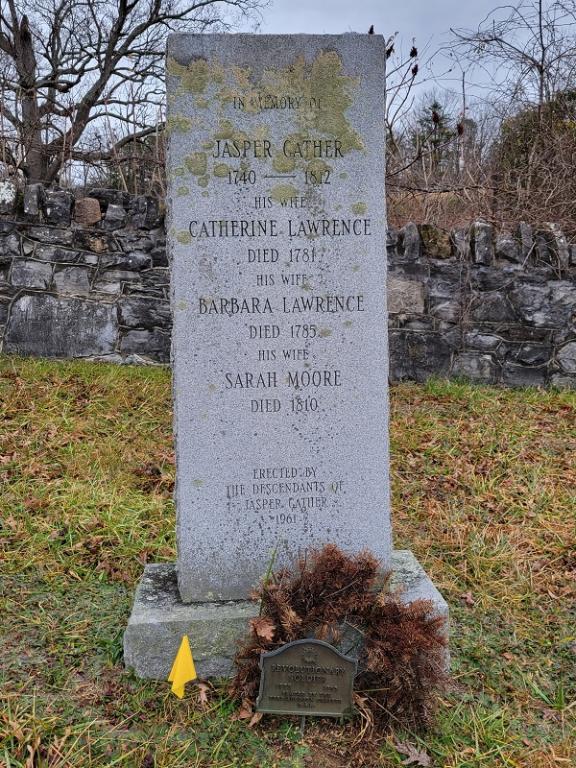 IN MEMORY OF
JASPER CATHER
1740 — 1812
HIS WIFE
CATHERINE LAWRENCE
DIED 1781
HIS WIFE
BARBARA LAWRENCE
DIED 1785
HIS WIFE
SARAH MOORE
DIED 1810
ERECTED BY
THE DESCENDANTS OF
JASPER CATHER
1961
REVOLUTIONARY
SOLDIER